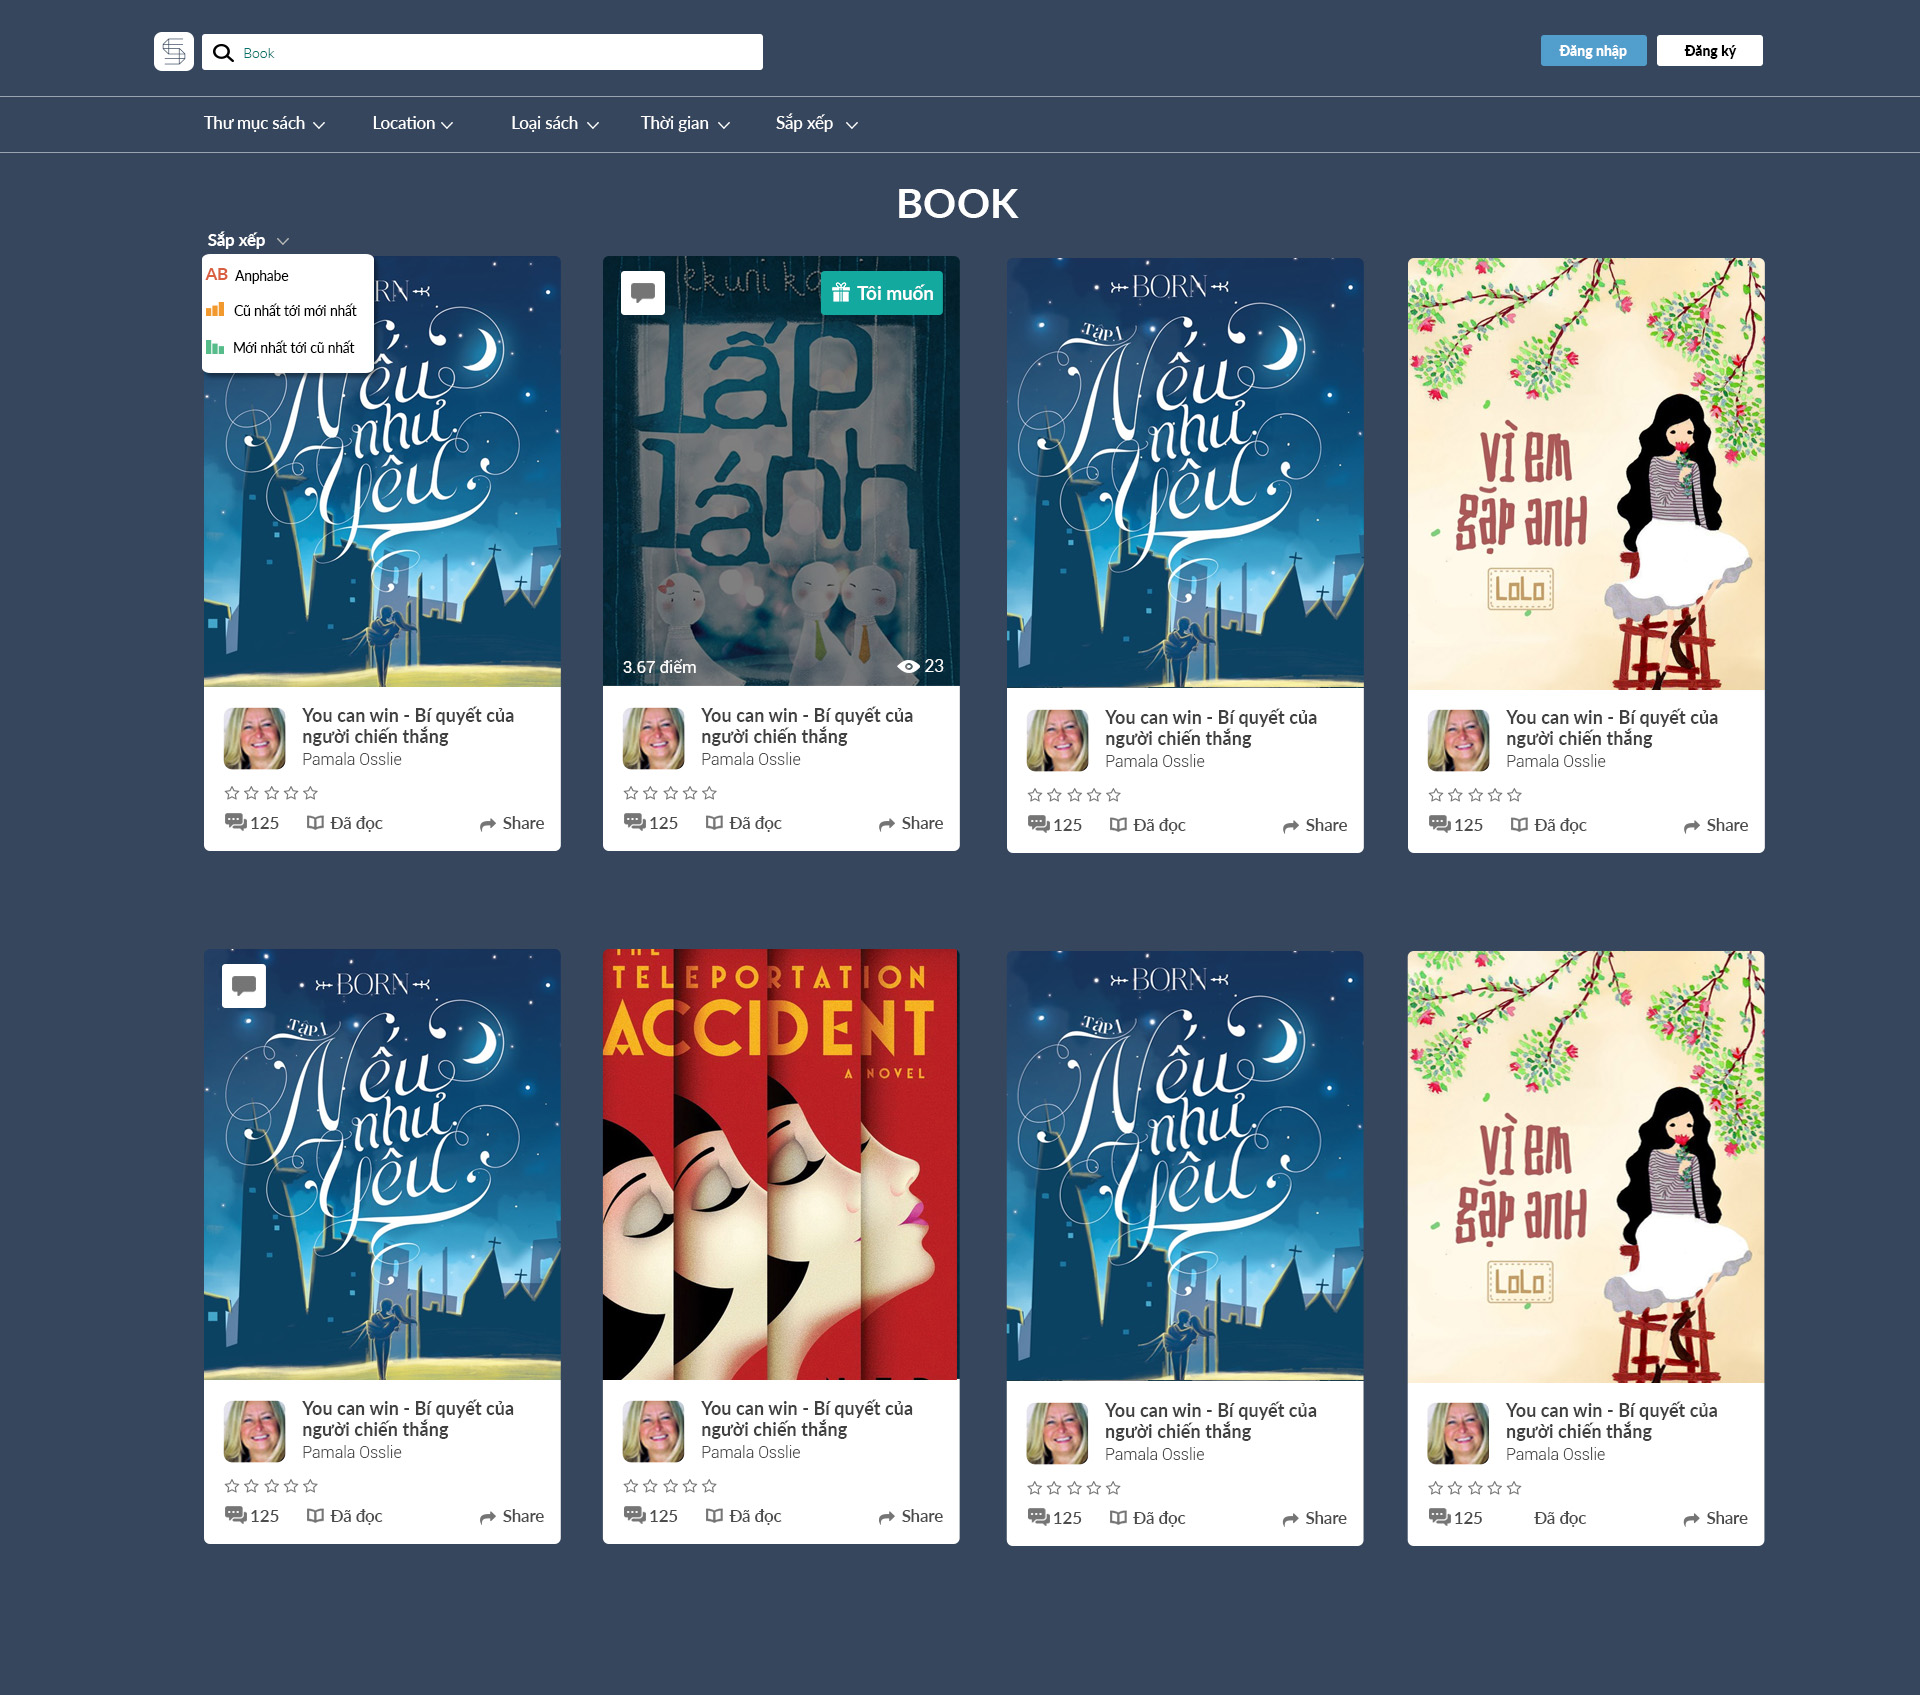 Book
Đăng nhập
Đăng ký
Thư mục sách
Location
Loại sách
Thời gian
Sắp xếp
BOOK
Sắp xếp
AB Anphabe
Cũ nhất tới mới nhất
Mới nhất tới cũ nhất
RN
Nếu
như
yêu
Tôi muốn
lấp
lánh
3.67 điểm
23
BORN
TẬP 1
Nếu
như
yêu
Vì em
gặp anh
LoLo
You can win - Bí quyết của
người chiến thắng
Pamala Osslie
125
Đã đọc
Share
You can win - Bí quyết của
người chiến thắng
Pamala Osslie
125
Đã đọc
Share
You can win - Bí quyết của
người chiến thắng
Pamala Osslie
125
Đã đọc
Share
You can win - Bí quyết của
người chiến thắng
Pamala Osslie
125
Đã đọc
Share
BORN
TẬP 1
Nếu
như
yêu
THE
TELEPORTATION
ACCIDENT
A NOVEL
BORN
TẬP 1
Nếu
như
yêu
Vì em
gặp anh
LoLo
You can win - Bí quyết của
người chiến thắng
Pamala Osslie
125
Đã đọc
Share
You can win - Bí quyết của
người chiến thắng
Pamala Osslie
125
Đã đọc
Share
You can win - Bí quyết của
người chiến thắng
Pamala Osslie
125
Đã đọc
Share
You can win - Bí quyết của
người chiến thắng
Pamala Osslie
125
Đã đọc
Share